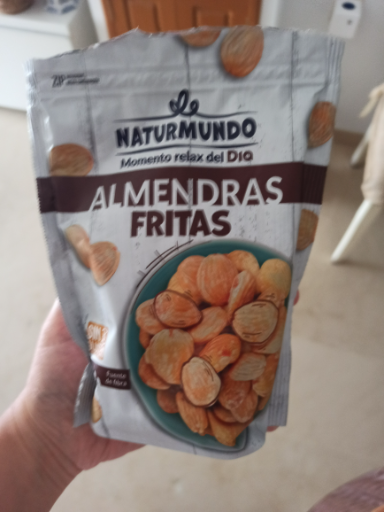 NATURMUNDO
Momento relax del DIA
ALMENDRAS
FRITAS
Fuente
de fibra